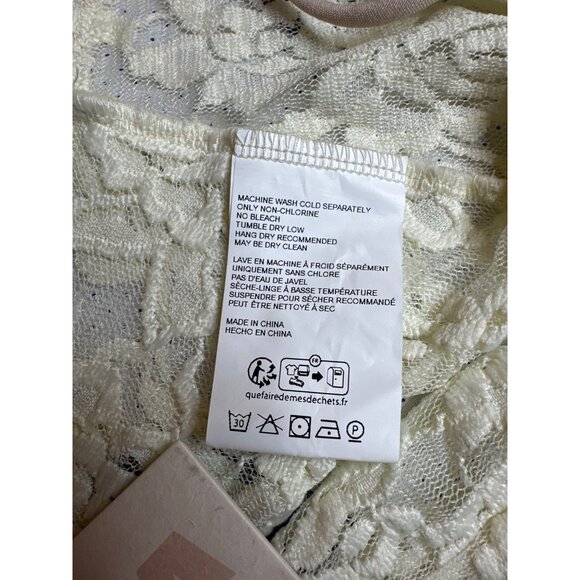 MACHINE WASH COLD SEPARATELY
ONLY NON-CHLORINE
NO BLEACH
TUMBLE DRY LOW
HANG DRY RECOMMENDED
MAY BE DRY CLEAN
LAVE EN MACHINE À FROID SÉPARÉMENT
UNIQUEMENT SANS CHLORE
PAS D'EAU DE JAVEL
SÈCHE-LINGE À BASSE TEMPÉRATURE
SUSPENDRE POUR SÉCHER RECOMMANDÉ
PEUT ÊTRE NETTOYÉ À SEC
MADE IN CHINA
HECHO EN CHINA
FR
quefairedemesdechets.fr
30 P